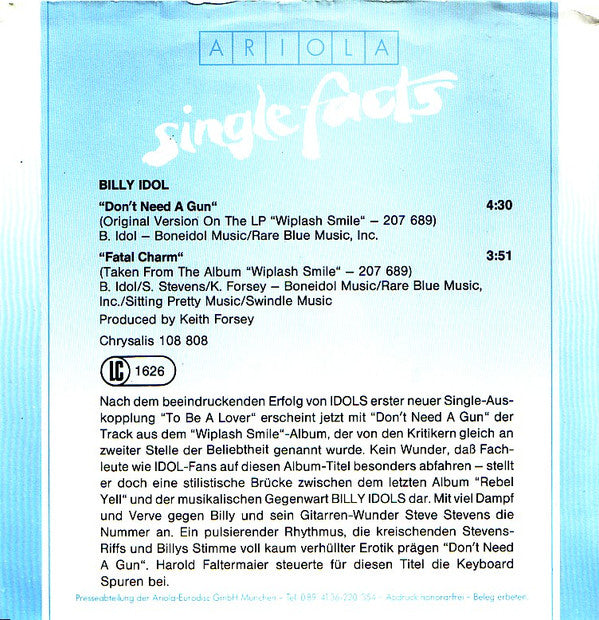 ARIOLA
single facts
BILLY IDOL
"Don't Need A Gun" 4:30
(Original Version On The LP "Wiplash Smile" – 207 689)
B. Idol – Boneidol Music/Rare Blue Music, Inc.
"Fatal Charm" 3:51
(Taken From The Album "Wiplash Smile" – 207 689)
B. Idol/S. Stevens/K. Forsey – Boneidol Music/Rare Blue Music,
Inc./Sitting Pretty Music/Swindle Music
Produced by Keith Forsey
Chrysalis 108 808
LC 1626
Nach dem beeindruckenden Erfolg von IDOLS erster neuer Single-Aus-
kopplung "To Be A Lover" erscheint jetzt mit "Don't Need A Gun" der
Track aus dem "Wiplash Smile"-Album, der von den Kritikern gleich an
zweiter Stelle der Beliebtheit genannt wurde. Kein Wunder, daß Fach-
leute wie IDOL-Fans auf diesen Album-Titel besonders abfahren – stellt
er doch eine stilistische Brücke zwischen dem letzten Album "Rebel
Yell" und der musikalischen Gegenwart BILLY IDOLS dar. Mit viel Dampf
und Verve gegen Billy und sein Gitarren-Wunder Steve Stevens die
Nummer an. Ein pulsierender Rhythmus, die kreischenden Stevens-
Riffs und Billys Stimme voll kaum verhüllter Erotik prägen "Don't Need
A Gun". Harold Faltermaier steuerte für diesen Titel die Keyboard
Spuren bei.
Presseabteilung der Ariola-Eurodisc GmbH München – Tel. 089 4136-220 354 – Abdruck honorarfrei – Beleg erbeten.